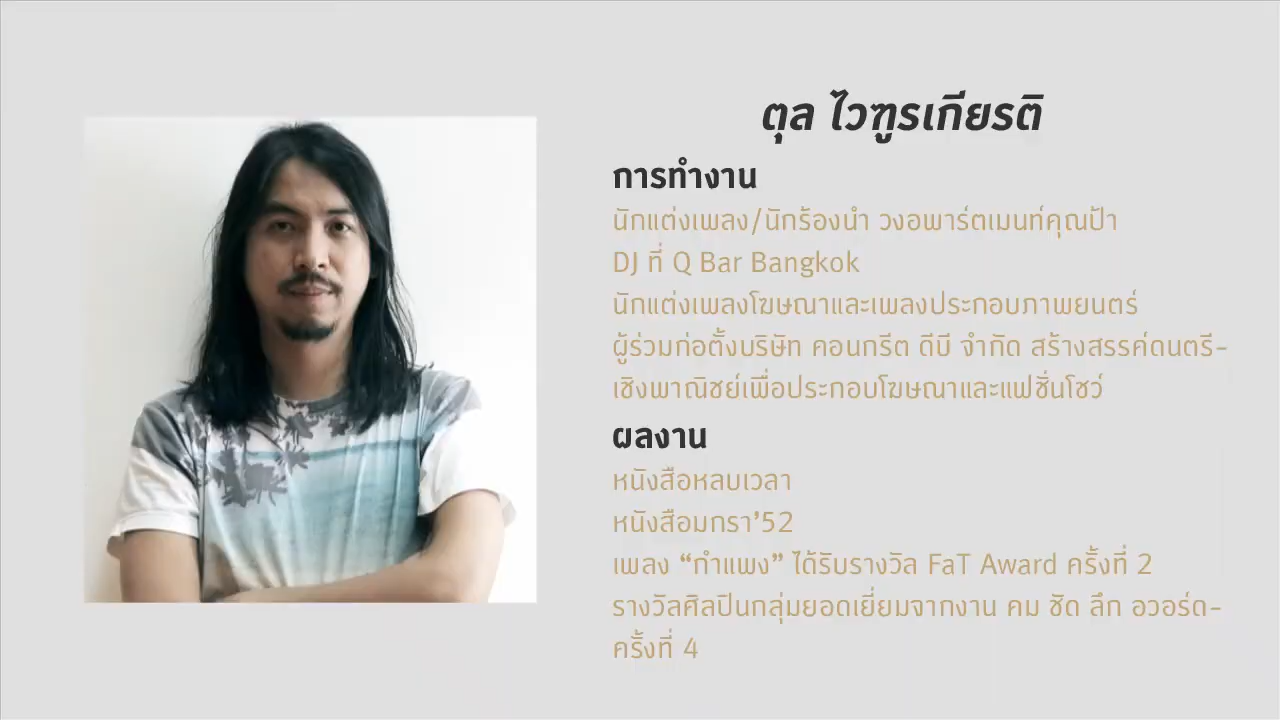 ตุล ไวฑูรเกียรติ
การทำงาน
นักแต่งเพลง/นักร้องนำ วงอพาร์ตเมนท์คุณป้า
DJ ที่ Q Bar Bangkok
นักแต่งเพลงโฆษณาและเพลงประกอบภาพยนตร์
ผู้ร่วมก่อตั้งบริษัท คอนกรีต ดีบี จำกัด สร้างสรรค์ดนตรี-
เชิงพาณิชย์เพื่อประกอบโฆษณาและแฟชั่นโชว์
ผลงาน
หนังสือหลบเวลา
หนังสือมกรา’52
เพลง “กำแพง” ได้รับรางวัล FaT Award ครั้งที่ 2
รางวัลศิลปินกลุ่มยอดเยี่ยมจากงาน คม ชัด ลึก อวอร์ด-
ครั้งที่ 4